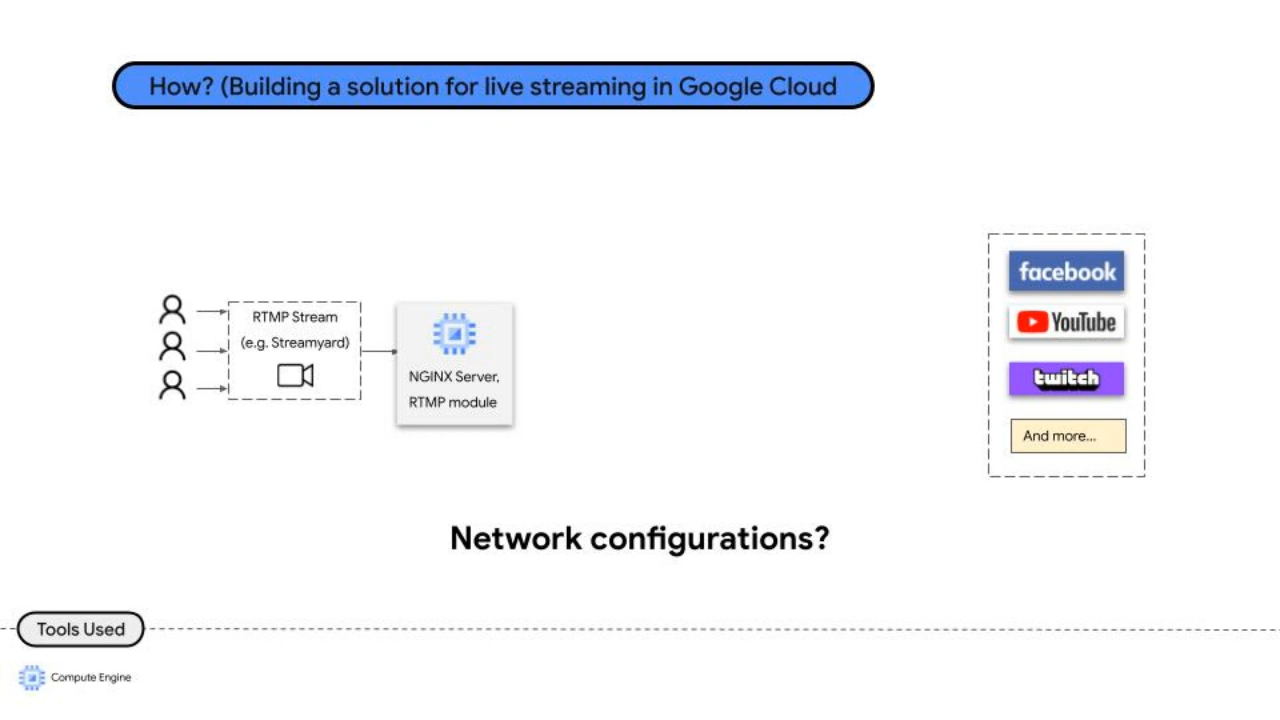 How? (Building a solution for live streaming in Google Cloud
RTMP Stream
(e.g. Streamyard)
NGINX Server,
RTMP module
facebook
YouTube
twitch
And more...
Network configurations?
Tools Used
Compute Engine